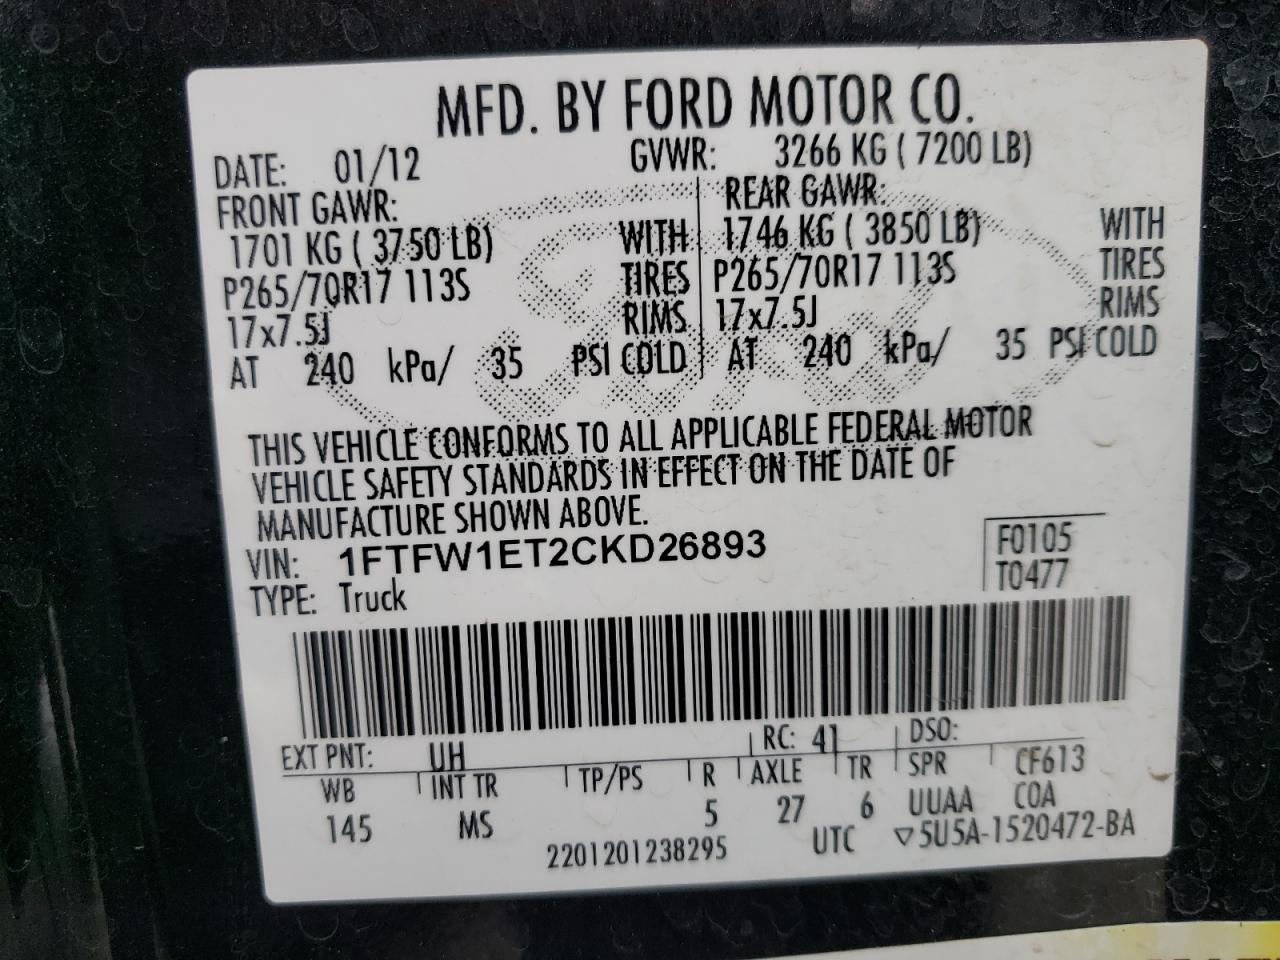 MFD. BY FORD MOTOR CO.
DATE: 01/12 GVWR: 3266 KG ( 7200 LB)
FRONT GAWR: REAR GAWR:
1701 KG ( 3750 LB) WITH 1746 KG ( 3850 LB) WITH
P265/70R17 113S TIRES P265/70R17 113S TIRES
17x7.5J RIMS 17x7.5J RIMS
AT 240 kPa/ 35 PSI COLD AT 240 kPa/ 35 PSI COLD
THIS VEHICLE CONFORMS TO ALL APPLICABLE FEDERAL MOTOR
VEHICLE SAFETY STANDARDS IN EFFECT ON THE DATE OF
MANUFACTURE SHOWN ABOVE.
VIN: 1FTFW1ET2CKD26893 F0105
TYPE: Truck T0477
EXT PNT: UH RC: 41 DSO:
WB INT TR TP/PS R AXLE TR SPR CF613
145 MS 5 27 6 UUAA COA
2201201238295 UTC ▽5U5A-1520472-BA